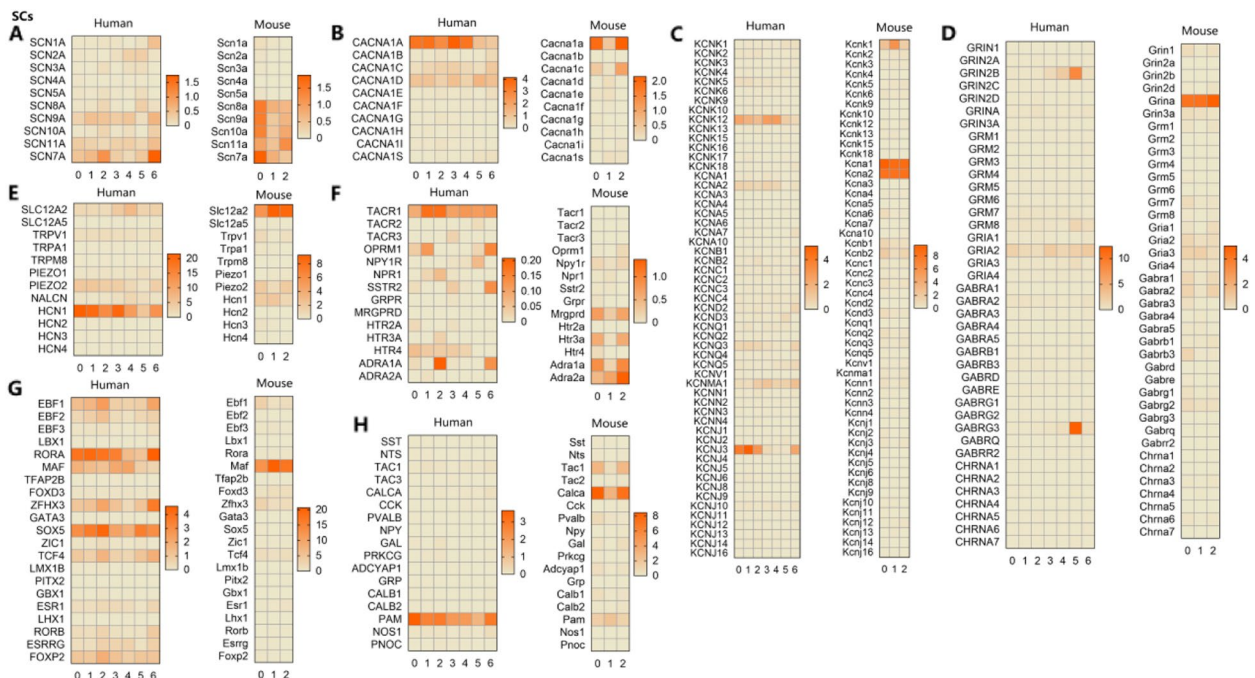 SCs
A
Human
SCN1A
SCN2A
SCN3A
SCN4A
SCN5A
SCN8A
SCN9A
SCN10A
SCN11A
SCN7A
0 1 2 3 4 5 6
1.5
1.0
0.5
0
Mouse
Scn1a
Scn2a
Scn3a
Scn4a
Scn5a
Scn8a
Scn9a
Scn10a
Scn11a
Scn7a
0 1 2
1.5
1.0
0.5
0
B
Human
CACNA1A
CACNA1B
CACNA1C
CACNA1D
CACNA1E
CACNA1F
CACNA1G
CACNA1H
CACNA1I
CACNA1S
0 1 2 3 4 5 6
4
3
2
1
0
Mouse
Cacna1a
Cacna1b
Cacna1c
Cacna1d
Cacna1e
Cacna1f
Cacna1g
Cacna1h
Cacna1i
Cacna1s
0 1 2
2.0
1.5
1.0
0.5
0
C
Human
KCNK1
KCNK2
KCNK3
KCNK4
KCNK5
KCNK6
KCNK9
KCNK10
KCNK12
KCNK13
KCNK15
KCNK16
KCNK17
KCNK18
KCNA1
KCNA2
KCNA3
KCNA4
KCNA5
KCNA6
KCNA7
KCNA10
KCNB1
KCNB2
KCNC1
KCNC2
KCNC3
KCNC4
KCND2
KCND3
KCNQ1
KCNQ2
KCNQ3
KCNQ4
KCNQ5
KCNV1
KCNMA1
KCNN1
KCNN2
KCNN3
KCNN4
KCNJ1
KCNJ2
KCNJ3
KCNJ4
KCNJ5
KCNJ6
KCNJ8
KCNJ9
KCNJ10
KCNJ11
KCNJ12
KCNJ13
KCNJ14
KCNJ16
0 1 2 3 4 5 6
4
2
0
Mouse
Kcnk1
Kcnk2
Kcnk3
Kcnk4
Kcnk5
Kcnk6
Kcnk9
Kcnk10
Kcnk12
Kcnk13
Kcnk15
Kcnk18
Kcna1
Kcna2
Kcna3
Kcna4
Kcna5
Kcna6
Kcna7
Kcna10
Kcnb1
Kcnb2
Kcnc1
Kcnc2
Kcnc3
Kcnc4
Kcnd2
Kcnd3
Kcnq1
Kcnq2
Kcnq3
Kcnq5
Kcnv1
Kcnma1
Kcnn1
Kcnn2
Kcnn3
Kcnn4
Kcnj1
Kcnj2
Kcnj3
Kcnj4
Kcnj5
Kcnj6
Kcnj8
Kcnj9
Kcnj10
Kcnj11
Kcnj12
Kcnj13
Kcnj14
Kcnj16
0 1 2
8
6
4
2
0
D
Human
GRIN1
GRIN2A
GRIN2B
GRIN2C
GRIN2D
GRINA
GRIN3A
GRM1
GRM2
GRM3
GRM4
GRM5
GRM6
GRM7
GRM8
GRIA1
GRIA2
GRIA3
GRIA4
GABRA1
GABRA2
GABRA3
GABRA4
GABRA5
GABRB1
GABRB3
GABRD
GABRE
GABRG1
GABRG2
GABRG3
GABRQ
GABRR2
CHRNA1
CHRNA2
CHRNA3
CHRNA4
CHRNA5
CHRNA6
CHRNA7
0 1 2 3 4 5 6
10
5
0
Mouse
Grin1
Grin2a
Grin2b
Grin2d
Grina
Grin3a
Grm1
Grm2
Grm3
Grm4
Grm5
Grm6
Grm7
Grm8
Gria1
Gria2
Gria3
Gria4
Gabra1
Gabra2
Gabra3
Gabra4
Gabra5
Gabrb1
Gabrb3
Gabrd
Gabre
Gabrg1
Gabrg2
Gabrg3
Gabrq
Gabrr2
Chrna1
Chrna2
Chrna3
Chrna4
Chrna5
Chrna6
Chrna7
0 1 2
4
2
0
E
Human
SLC12A2
SLC12A5
TRPV1
TRPA1
TRPM8
PIEZO1
PIEZO2
NALCN
HCN1
HCN2
HCN3
HCN4
0 1 2 3 4 5 6
20
15
10
5
0
Mouse
Slc12a2
Slc12a5
Trpv1
Trpa1
Trpm8
Piezo1
Piezo2
Hcn1
Hcn2
Hcn3
Hcn4
0 1 2
8
6
4
2
0
F
Human
TACR1
TACR2
TACR3
OPRM1
NPY1R
NPR1
SSTR2
GRPR
MRGPRD
HTR2A
HTR3A
HTR4
ADRA1A
ADRA2A
0 1 2 3 4 5 6
0.20
0.15
0.10
0.05
0
Mouse
Tacr1
Tacr2
Tacr3
Oprm1
Npy1r
Npr1
Sstr2
Grpr
Mrgprd
Htr2a
Htr3a
Htr4
Adra1a
Adra2a
0 1 2
1.0
0.5
0
G
Human
EBF1
EBF2
EBF3
LBX1
RORA
MAF
TFAP2B
FOXD3
ZFHX3
GATA3
SOX5
ZIC1
TCF4
LMX1B
PITX2
GBX1
ESR1
LHX1
RORB
ESRRG
FOXP2
0 1 2 3 4 5 6
4
3
2
1
0
Mouse
Ebf1
Ebf2
Ebf3
Lbx1
Rora
Maf
Tfap2b
Foxd3
Zfhx3
Gata3
Sox5
Zic1
Tcf4
Lmx1b
Pitx2
Gbx1
Esr1
Lhx1
Rorb
Esrrg
Foxp2
0 1 2
20
15
10
5
0
H
Human
SST
NTS
TAC1
TAC3
CALCA
CCK
PVALB
NPY
GAL
PRKCG
ADCYAP1
GRP
CALB1
CALB2
PAM
NOS1
PNOC
0 1 2 3 4 5 6
3
2
1
0
Mouse
Sst
Nts
Tac1
Tac2
Calca
Cck
Pvalb
Npy
Gal
Prkcg
Adcyap1
Grp
Calb1
Calb2
Pam
Nos1
Pnoc
0 1 2
8
6
4
2
0